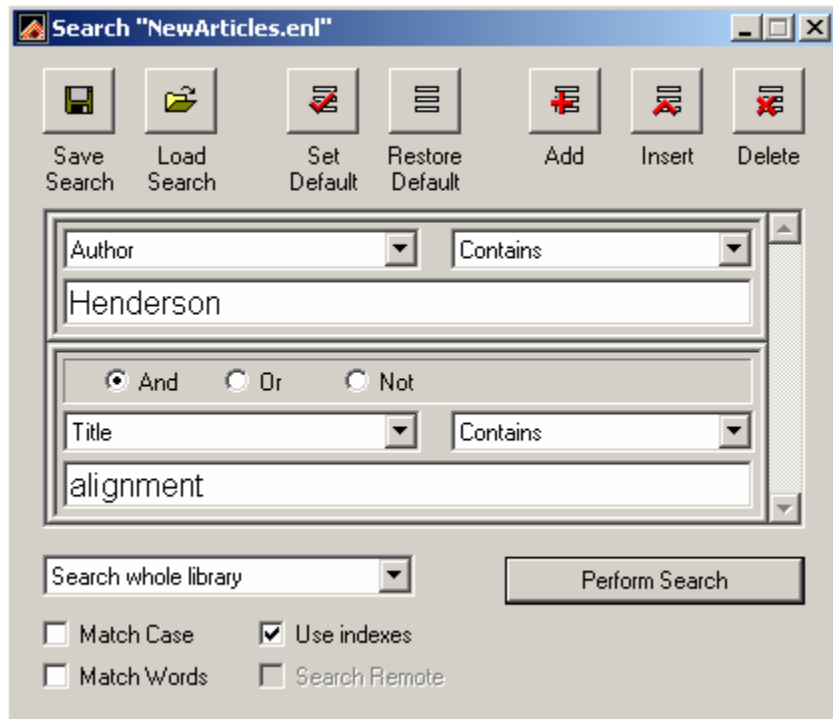 Search "NewArticles.enl"
Save Search
Load Search
Set Default
Restore Default
Add
Insert
Delete
Author
Contains
Henderson
And
Or
Not
Title
Contains
alignment
Search whole library
Perform Search
Match Case
Use indexes
Match Words
Search Remote